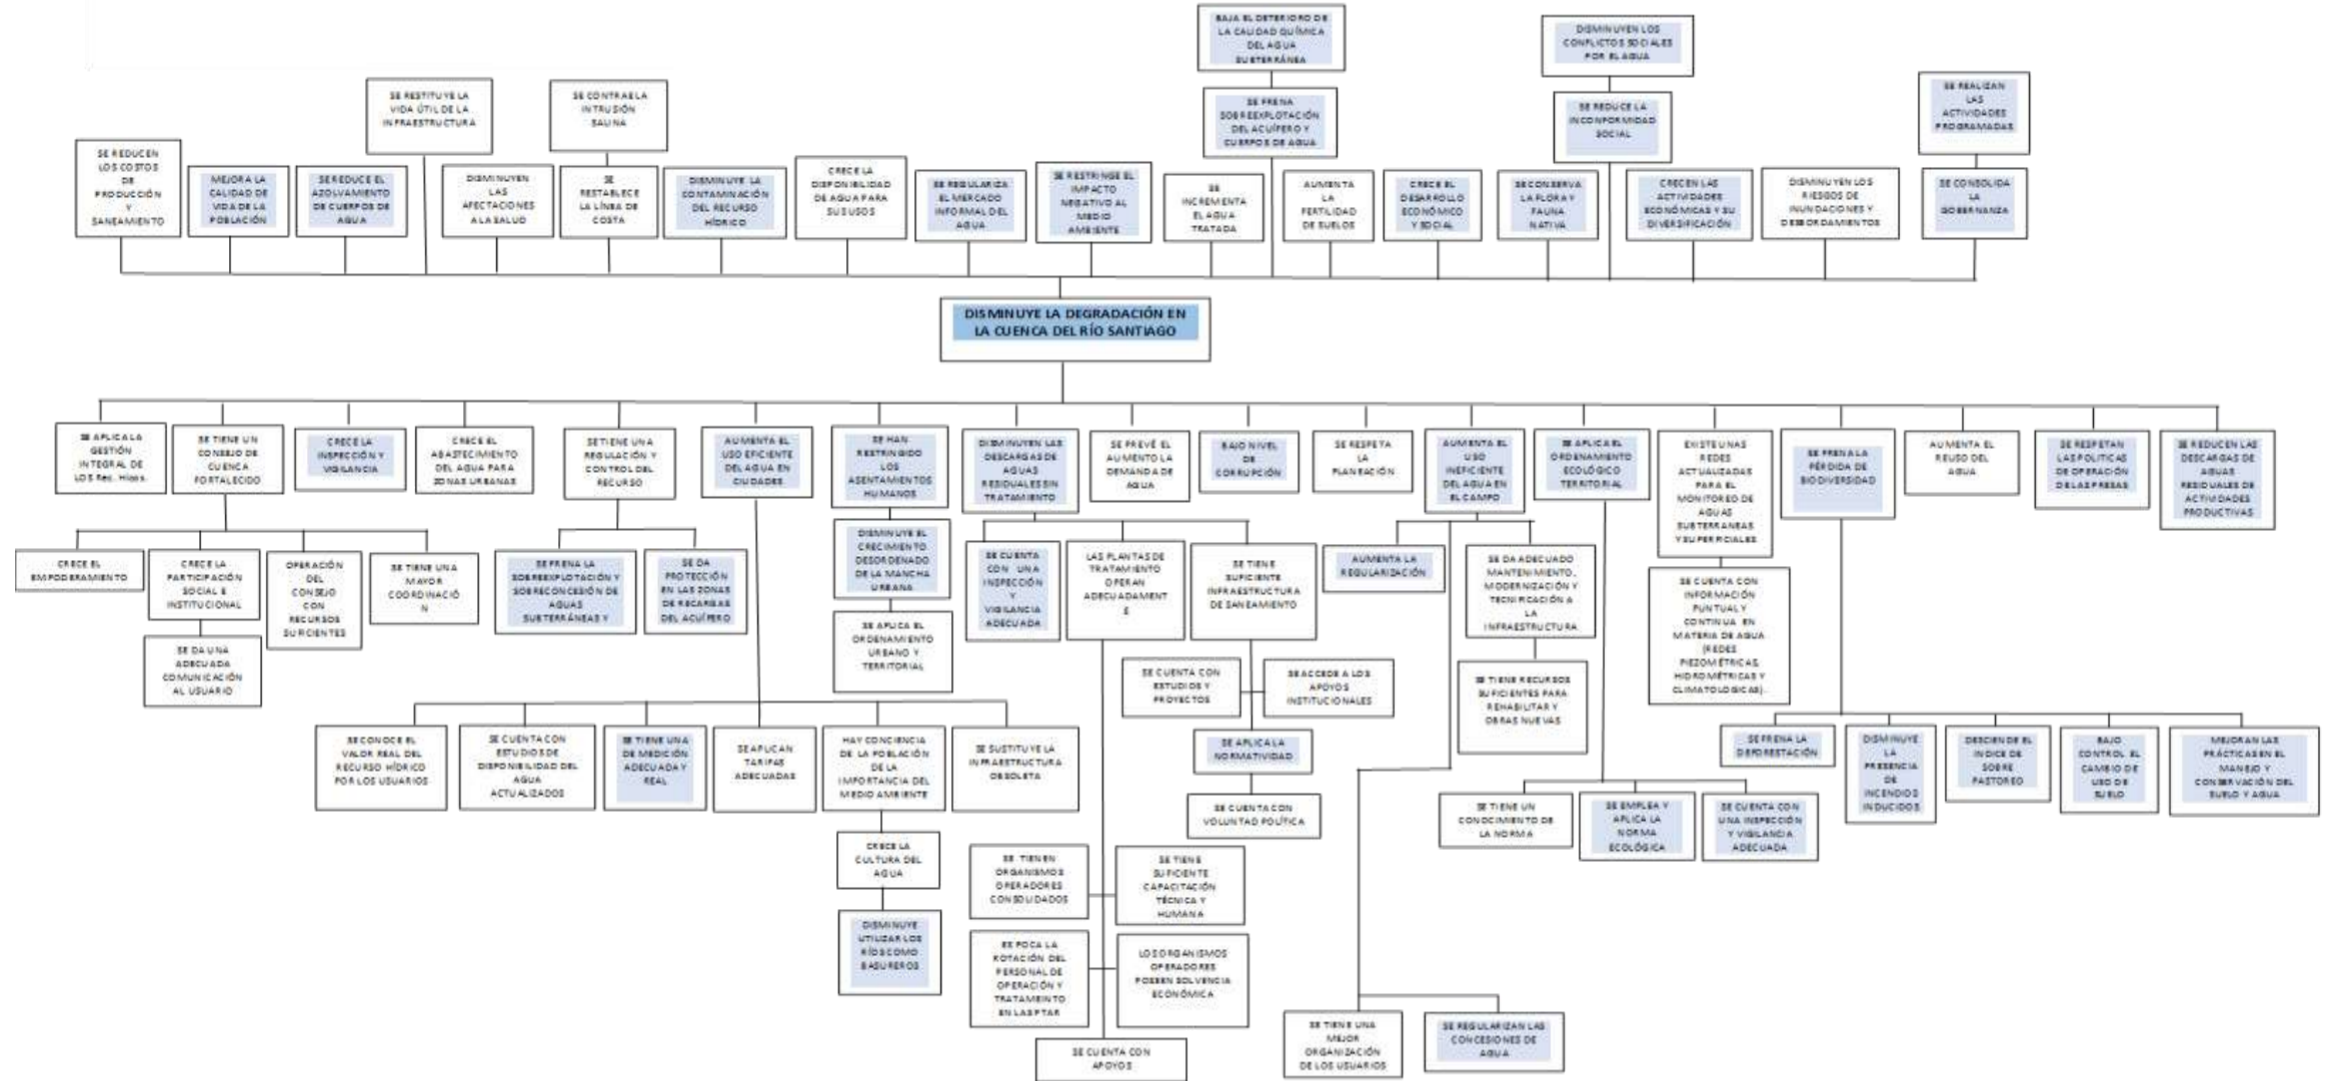 BAJA EL DETERIORO DE
LA CALIDAD QUÍMICA
DEL AGUA
SUBTERRÁNEA
DISMINUYEN LOS
CONFLICTOS SOCIALES
POR EL AGUA
SE RESTITUYE LA
VIDA ÚTIL DE LA
INFRAESTRUCTURA
SE CONTRAE LA
INTRUSIÓN
SALINA
SE FRENA
SOBREEXPLOTACIÓN
DEL ACUÍFERO Y
CUERPOS DE AGUA
SE REDUCE LA
INCONFORMIDAD
SOCIAL
SE REALIZAN
LAS
ACTIVIDADES
PROGRAMADAS
SE REDUCEN
LOS COSTOS
DE
PRODUCCIÓN
Y
SANEAMIENTO
MEJORA LA
CALIDAD DE
VIDA DE LA
POBLACIÓN
SE REDUCE EL
AZOLVAMIENTO
DE CUERPOS DE
AGUA
DISMINUYEN
LAS
AFECTACIONES
A LA SALUD
SE
RESTABLECE
LA LÍNEA DE
COSTA
DISMINUYE LA
CONTAMINACIÓN
DEL RECURSO
HÍDRICO
CRECE LA
DISPONIBILIDAD
DE AGUA PARA
SUS USOS
SE REGULARIZA
EL MERCADO
INFORMAL DEL
AGUA
SE RESTRINGE EL
IMPACTO
NEGATIVO AL
MEDIO
AMBIENTE
SE
INCREMENTA
EL AGUA
TRATADA
AUMENTA
LA
FERTILIDAD
DE SUELOS
CRECE EL
DESARROLLO
ECONÓMICO
Y SOCIAL
SE CONSERVA
LA FLORA Y
FAUNA
NATIVA
CRECEN LAS
ACTIVIDADES
ECONÓMICAS Y SU
DIVERSIFICACIÓN
DISMINUYEN LOS
RIESGOS DE
INUNDACIONES Y
DESBORDAMIENTOS
SE CONSOLIDA
LA
GOBERNANZA
DISMINUYE LA DEGRADACIÓN EN
LA CUENCA DEL RÍO SANTIAGO
SE APLICA LA
GESTIÓN
INTEGRAL DE
LOS Rec. Hicos.
SE TIENE UN
CONSEJO DE
CUENCA
FORTALECIDO
CRECE LA
INSPECCIÓN Y
VIGILANCIA
CRECE EL
ABASTECIMIENTO
DEL AGUA PARA
ZONAS URBANAS
SE TIENE UNA
REGULACIÓN Y
CONTROL DEL
RECURSO
AUMENTA EL
USO EFICIENTE
DEL AGUA EN
CIUDADES
SE HAN
RESTRINGIDO
LOS
ASENTAMIENTOS
HUMANOS
DISMINUYEN LAS
DESCARGAS DE
AGUAS
RESIDUALES SIN
TRATAMIENTO
SE PREVÉ EL
AUMENTO LA
DEMANDA DE
AGUA
BAJO NIVEL
DE
CORRUPCIÓN
SE RESPETA
LA
PLANEACIÓN
AUMENTA EL
USO
INEFICIENTE
DEL AGUA EN
EL CAMPO
SE APLICA EL
ORDENAMIENTO
ECOLÓGICO
TERRITORIAL
EXISTE UNAS
REDES
ACTUALIZADAS
PARA EL
MONITOREO DE
AGUAS
SUBTERRANEAS
Y SUPERFICIALES
SE FRENA LA
PÉRDIDA DE
BIODIVERSIDAD
AUMENTA EL
REUSO DEL
AGUA
SE RESPETAN
LAS POLITICAS
DE OPERACIÓN
DE LAS PRESAS
SE REDUCEN LAS
DESCARGAS DE
AGUAS
RESIDUALES DE
ACTIVIDADES
PRODUCTIVAS
CRECE EL
EMPODERAMIENTO
CRECE LA
PARTICIPACIÓN
SOCIAL E
INSTITUCIONAL
OPERACIÓN
DEL
CONSEJO
CON
RECURSOS
SUFICIENTES
SE TIENE UNA
MAYOR
COORDINACIÓ
N
SE FRENA LA
SOBREEXPLOTACIÓN Y
SOBRECONCESIÓN DE
AGUAS
SUBTERRÁNEAS Y
SE DA
PROTECCIÓN
EN LAS ZONAS
DE RECARGAS
DEL ACUÍFERO
DISMINUYE EL
CRECIMIENTO
DESORDENADO
DE LA MANCHA
URBANA
SE CUENTA
CON UNA
INSPECCIÓN
Y
VIGILANCIA
ADECUADA
LAS PLANTAS DE
TRATAMIENTO
OPERAN
ADECUADAMENT
E
SE TIENE
SUFICIENTE
INFRAESTRUCTURA
DE SANEAMIENTO
AUMENTA LA
REGULARIZACIÓN
SE DA ADECUADO
MANTENIMIENTO,
MODERNIZACIÓN Y
TECNIFICACIÓN A
LA
INFRAESTRUCTURA
SE CUENTA CON
INFORMACIÓN
PUNTUAL Y
CONTINUA EN
MATERIA DE AGUA
(REDES
PIEZOMÉTRICAS,
HIDROMÉTRICAS Y
CLIMATOLOGICAS).
SE DA UNA
ADECUADA
COMUNICACIÓN
AL USUARIO
SE APLICA EL
ORDENAMIENTO
URBANO Y
TERRITORIAL
SE CUENTA CON
ESTUDIOS Y
PROYECTOS
SE ACCEDE A LOS
APOYOS
INSTITUCIONALES
SE TIENE RECURSOS
SUFICIENTES PARA
REHABILITAR Y
OBRAS NUEVAS
SE CONOCE EL
VALOR REAL DEL
RECURSO HÍDRICO
POR LOS USUARIOS
SE CUENTA CON
ESTUDIOS DE
DISPONIBILIDAD DEL
AGUA
ACTUALIZADOS
SE TIENE UNA
DE MEDICIÓN
ADECUADA Y
REAL
SE APLICAN
TARIFAS
ADECUADAS
HAY CONCIENCIA
DE LA POBLACIÓN
DE LA
IMPORTANCIA DEL
MEDIO AMBIENTE
SE SUSTITUYE LA
INFRAESTRUCTURA
OBSOLETA
SE APLICA LA
NORMATIVIDAD
SE FRENA LA
DEFORESTACIÓN
DISMINUYE
LA
PRESENCIA
DE
INCENDIOS
INDUCIDOS
DESCIENDE EL
INDICE DE
SOBRE
PASTOREO
BAJO
CONTROL EL
CAMBIO DE
USO DE
SUELO
MEJORAN LAS
PRÁCTICAS EN EL
MANEJO Y
CONSERVACIÓN DEL
SUELO Y AGUA
SE CUENTA CON
VOLUNTAD POLÍTICA
SE TIENE UN
CONOCIMIENTO DE
LA NORMA
SE EMPLEA Y
APLICA LA
NORMA
ECOLÓGICA
SE CUENTA CON
UNA INSPECCIÓN
Y VIGILANCIA
ADECUADA
CRECE LA
CULTURA DEL
AGUA
SE TIENEN
ORGANISMOS
OPERADORES
CONSOLIDADOS
SE TIENE
SUFICIENTE
CAPACITACIÓN
TÉCNICA Y
HUMANA
DISMINUYE
UTILIZAR LOS
RÍOS COMO
BASUREROS
ES POCA LA
ROTACIÓN DEL
PERSONAL DE
OPERACIÓN Y
TRATAMEINTO
EN LAS PTAR
LOS ORGANISMOS
OPERADORES
POSEEN SOLVENCIA
ECONÓMICA
SE TIENE UNA
MEJOR
ORGANIZACIÓN
DE LOS USUARIOS
SE REGULARIZAN LAS
CONCESIONES DE
AGUA
SE CUENTA CON
APOYOS